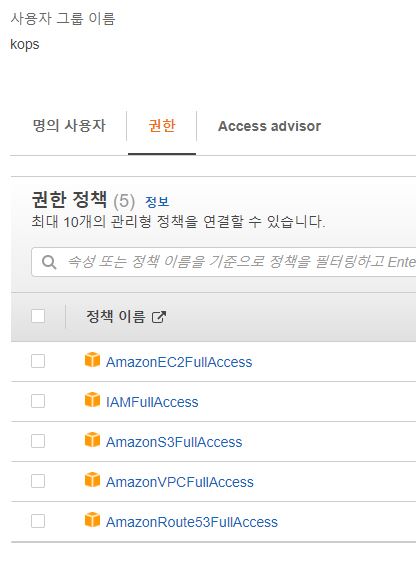 사용자 그룹 이름
kops
명의 사용자 권한 Access advisor
권한 정책 (5) 정보
최대 10개의 관리형 정책을 연결할 수 있습니다.
속성 또는 정책 이름을 기준으로 정책을 필터링하고 Ente
정책 이름
AmazonEC2FullAccess
IAMFullAccess
AmazonS3FullAccess
AmazonVPCFullAccess
AmazonRoute53FullAccess